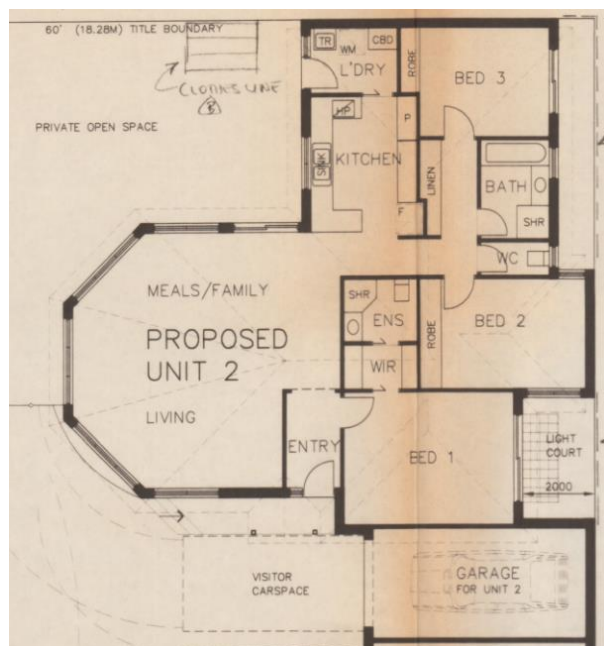 60' (18.28M) TITLE BOUNDARY
TR
WM
CBD
L'DRY
ROBE
BED 3
CLOTHES LINE
B
PRIVATE OPEN SPACE
HP
P
SINK
KITCHEN
LINEN
BATH
SHR
F
WC
MEALS/FAMILY
SHR
ENS
PROPOSED
UNIT 2
ROBE
BED 2
WIR
LIVING
ENTRY
BED 1
LIGHT
COURT
2000
VISITOR
CARSPACE
GARAGE
FOR UNIT 2